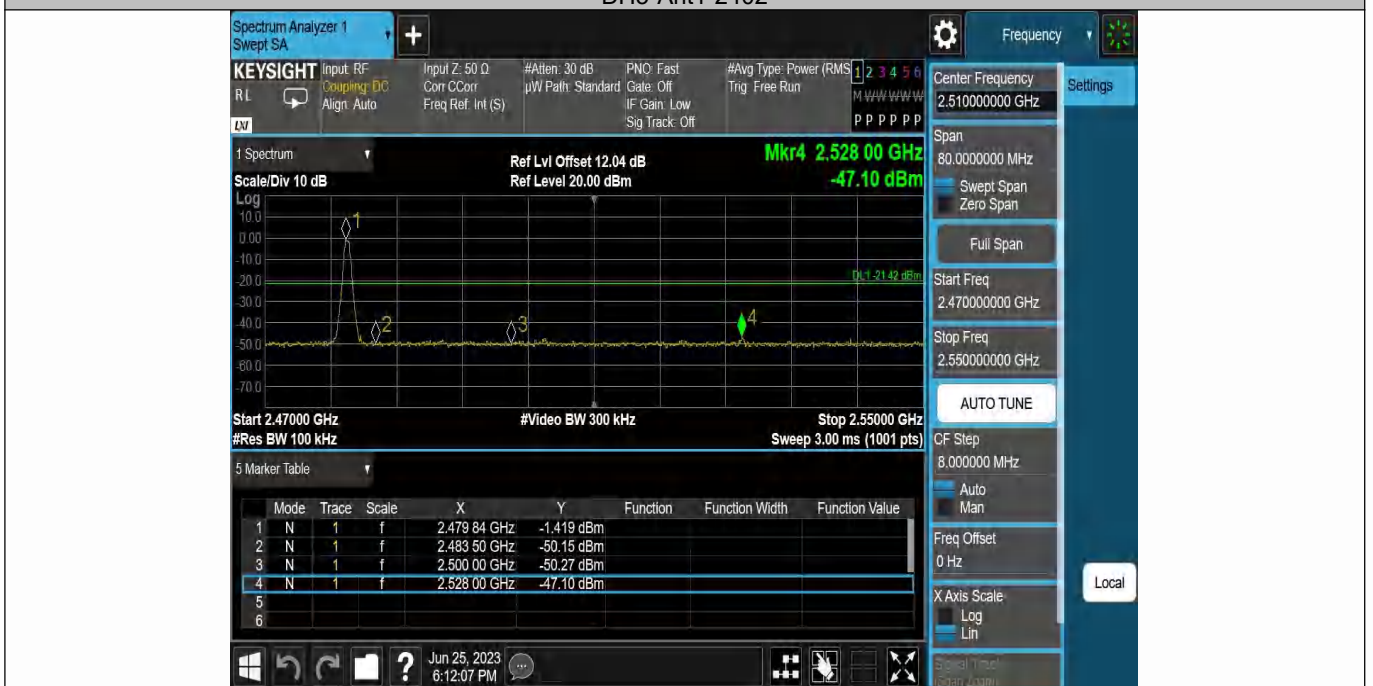 Spectrum Analyzer 1
Swept SA
+
Frequency
KEYSIGHT
RL
LXI
Input: RF
Coupling: DC
Align: Auto
Input Z: 50 Ω
Corr CCorr
Freq Ref: Int (S)
#Atten: 30 dB
µW Path: Standard
PNO: Fast
Gate: Off
IF Gain: Low
Sig Track: Off
#Avg Type: Power (RMS
Trig: Free Run
1 2 3 4 5 6
M W W W W W
P P P P P P
Center Frequency
2.510000000 GHz
Settings
Span
80.0000000 MHz
Swept Span
Zero Span
Full Span
Start Freq
2.470000000 GHz
Stop Freq
2.550000000 GHz
AUTO TUNE
CF Step
8.000000 MHz
Auto
Man
Freq Offset
0 Hz
X Axis Scale
Log
Lin
Local
1 Spectrum
Scale/Div 10 dB
Ref Lvl Offset 12.04 dB
Ref Level 20.00 dBm
Mkr4 2.528 00 GHz
-47.10 dBm
Log
10.0
0.00
-10.0
-20.0
-30.0
-40.0
-50.0
-60.0
-70.0
1
2
3
4
DL1 -21.42 dBm
Start 2.47000 GHz
#Video BW 300 kHz
Stop 2.55000 GHz
#Res BW 100 kHz
Sweep 3.00 ms (1001 pts)
5 Marker Table
Mode Trace Scale X Y Function Function Width Function Value
1 N 1 f 2.479 84 GHz -1.419 dBm
2 N 1 f 2.483 50 GHz -50.15 dBm
3 N 1 f 2.500 00 GHz -50.27 dBm
4 N 1 f 2.528 00 GHz -47.10 dBm
5
6
?
Jun 25, 2023
6:12:07 PM